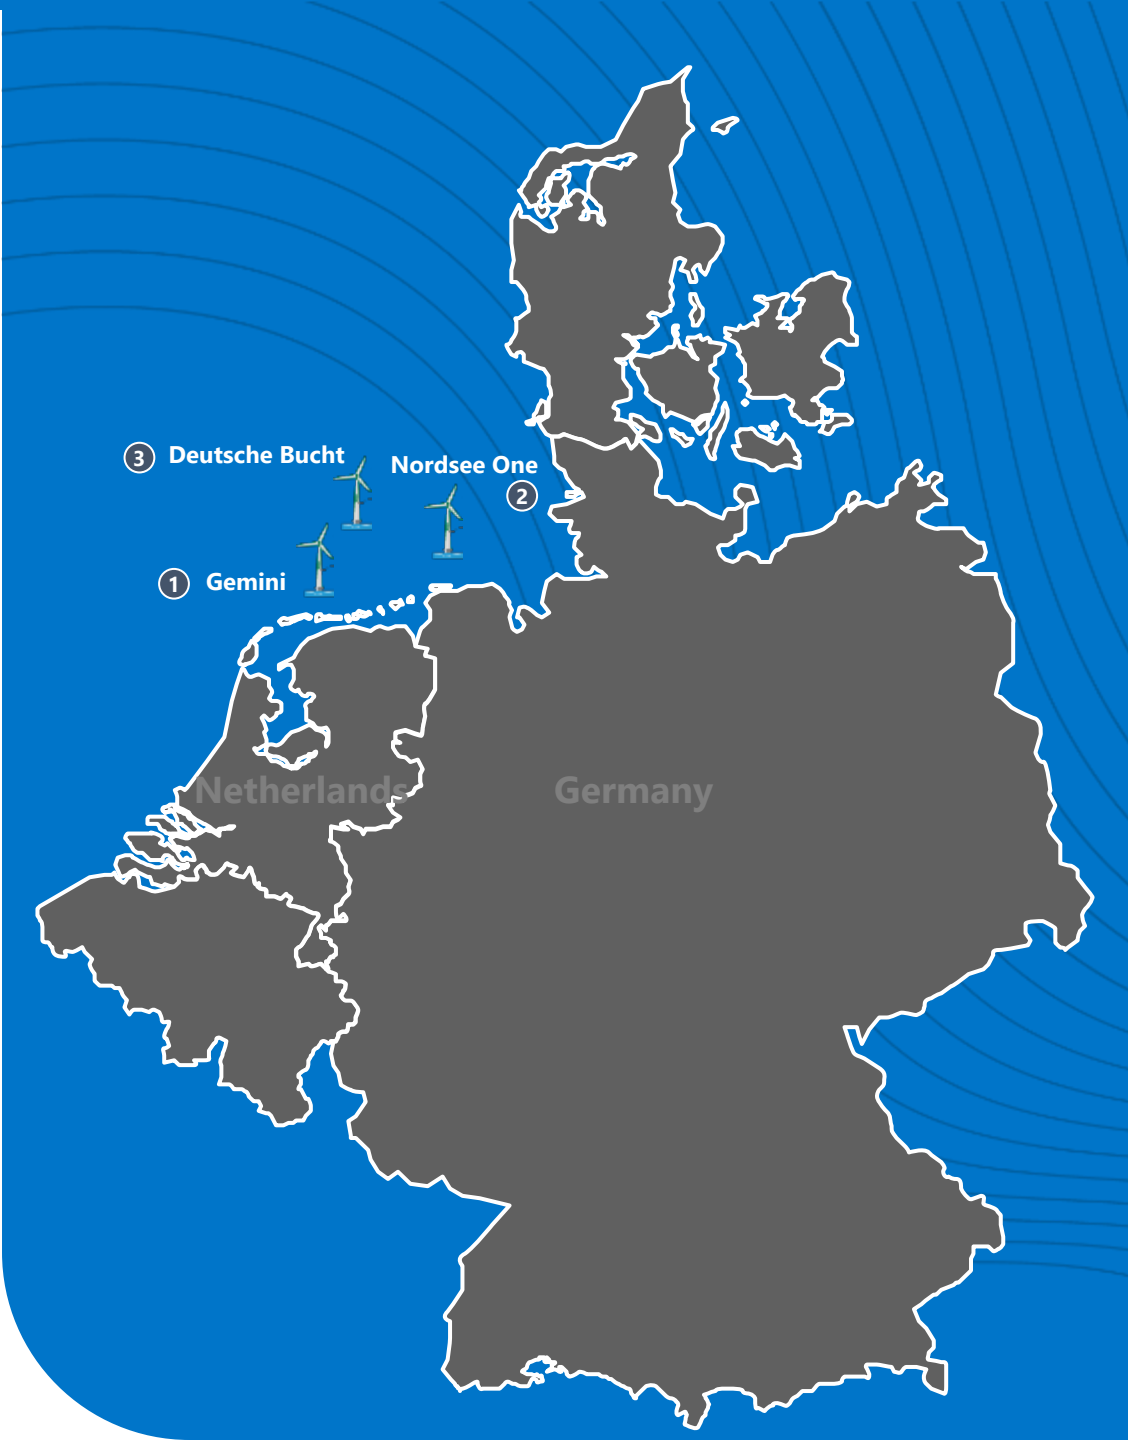 3 Deutsche Bucht
Nordsee One
2
1 Gemini
Netherlands
Germany